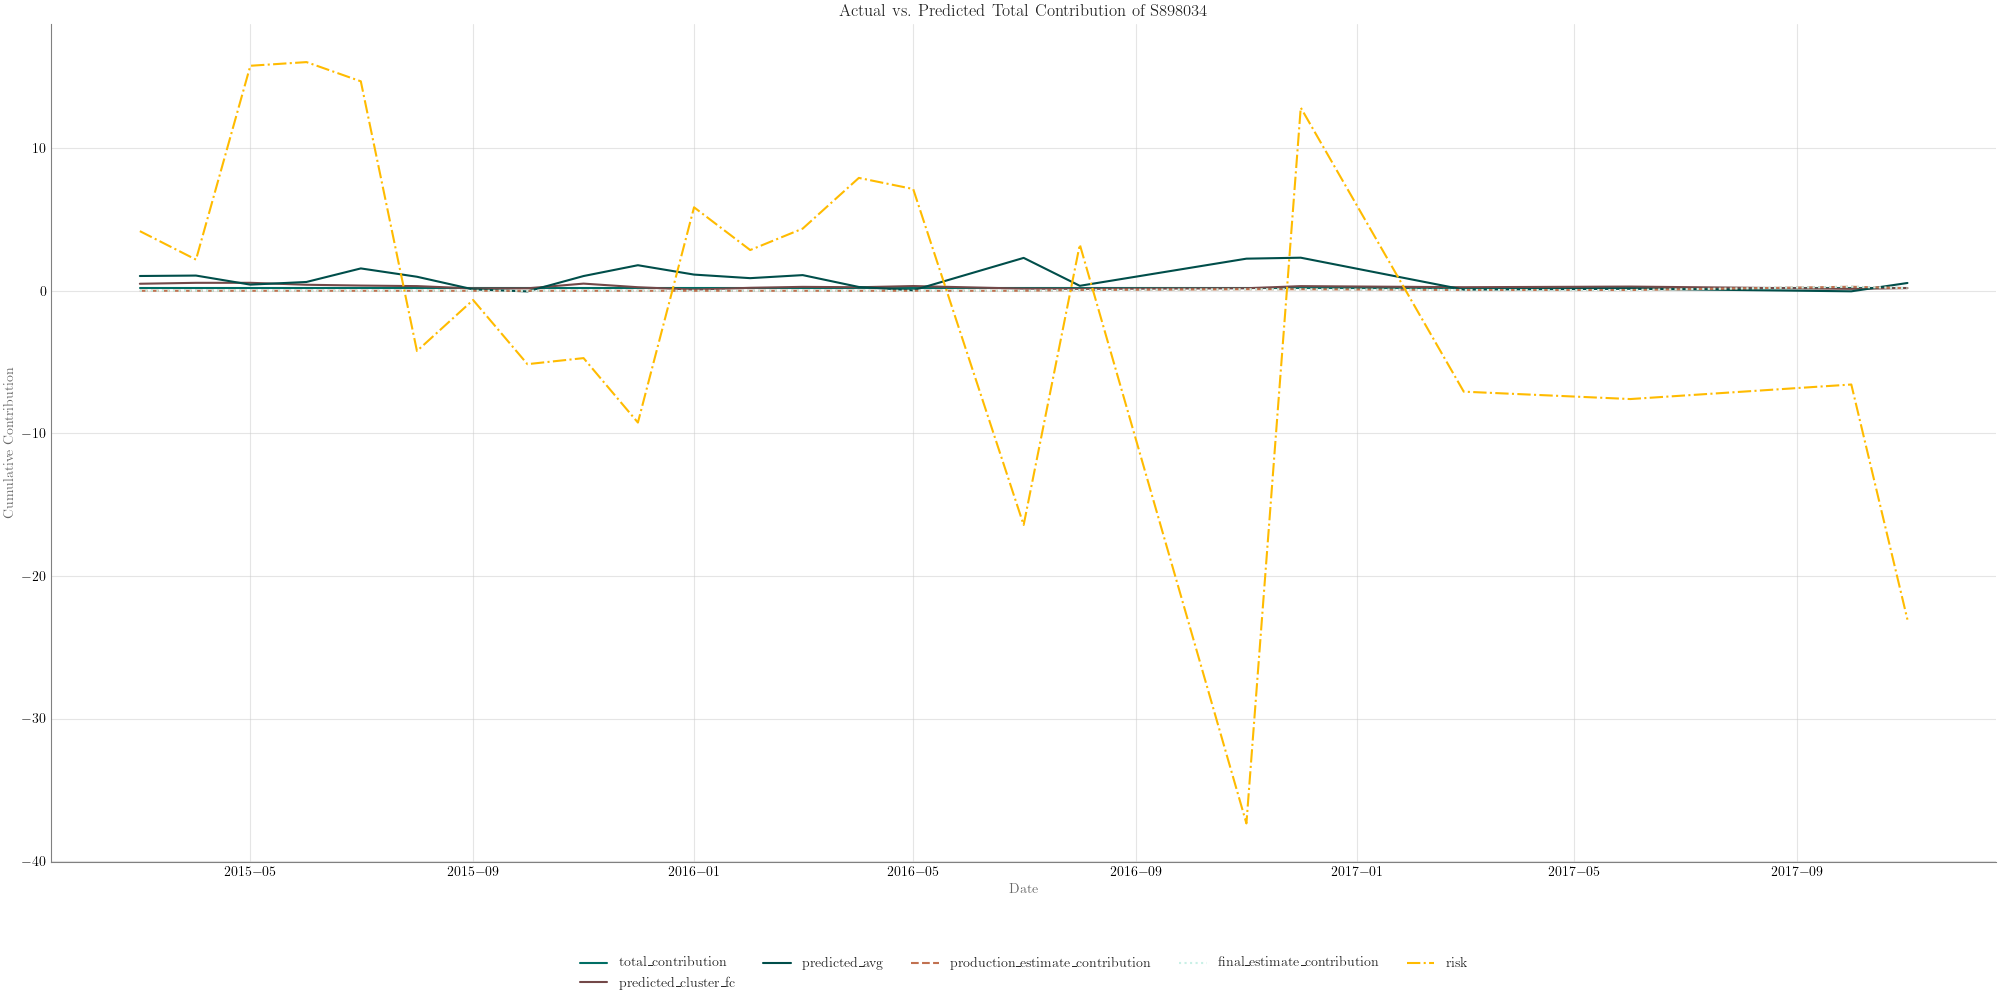 Actual vs. Predicted Total Contribution of S898034
10
0
−10
−20
−30
−40
Cumulative Contribution
2015−05 2015−09 2016−01 2016−05 2016−09 2017−01 2017−05 2017−09
Date
total_contribution predicted_avg production_estimate_contribution final_estimate_contribution risk
predicted_cluster_fc